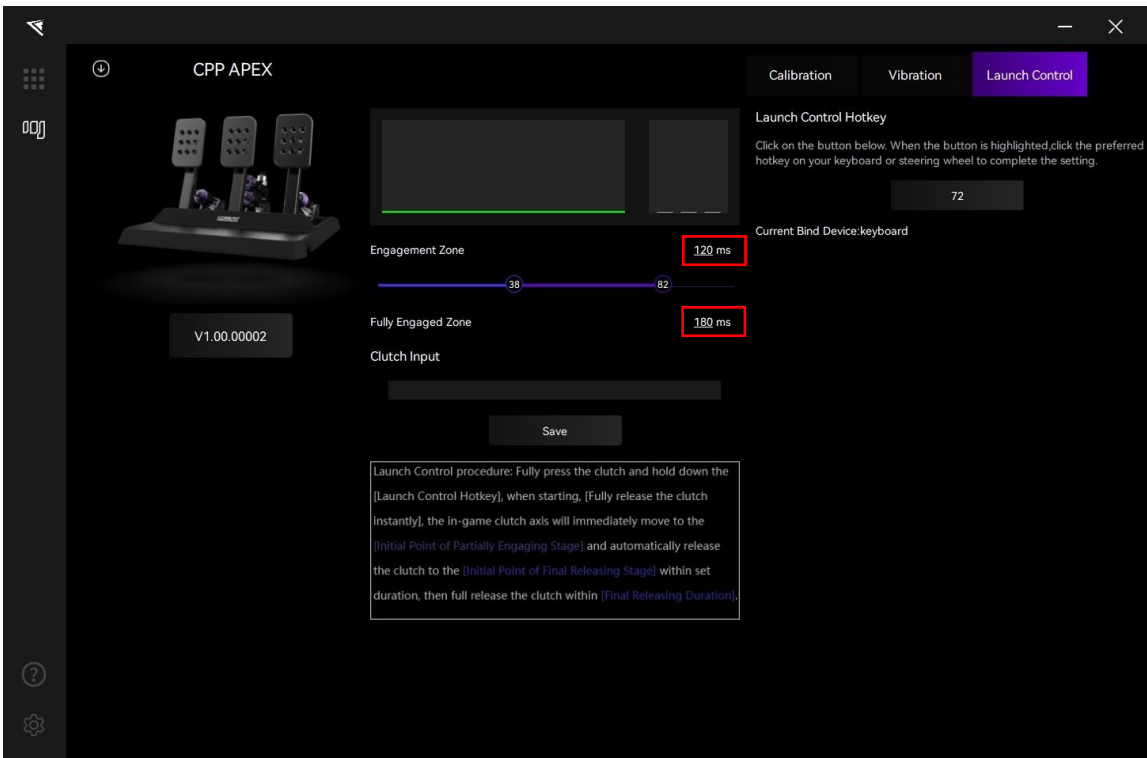 CPP APEX
V1.00.00002
Engagement Zone 120 ms
38 82
Fully Engaged Zone 180 ms
Clutch Input
Save
Launch Control procedure: Fully press the clutch and hold down the
[Launch Control Hotkey], when starting, [Fully release the clutch
instantly], the in-game clutch axis will immediately move to the
[Initial Point of Partially Engaging Stage] and automatically release
the clutch to the [Initial Point of Final Releasing Stage] within set
duration, then full release the clutch within [Final Releasing Duration].
Calibration Vibration Launch Control
Launch Control Hotkey
Click on the button below. When the button is highlighted,click the preferred
hotkey on your keyboard or steering wheel to complete the setting.
72
Current Bind Device:keyboard